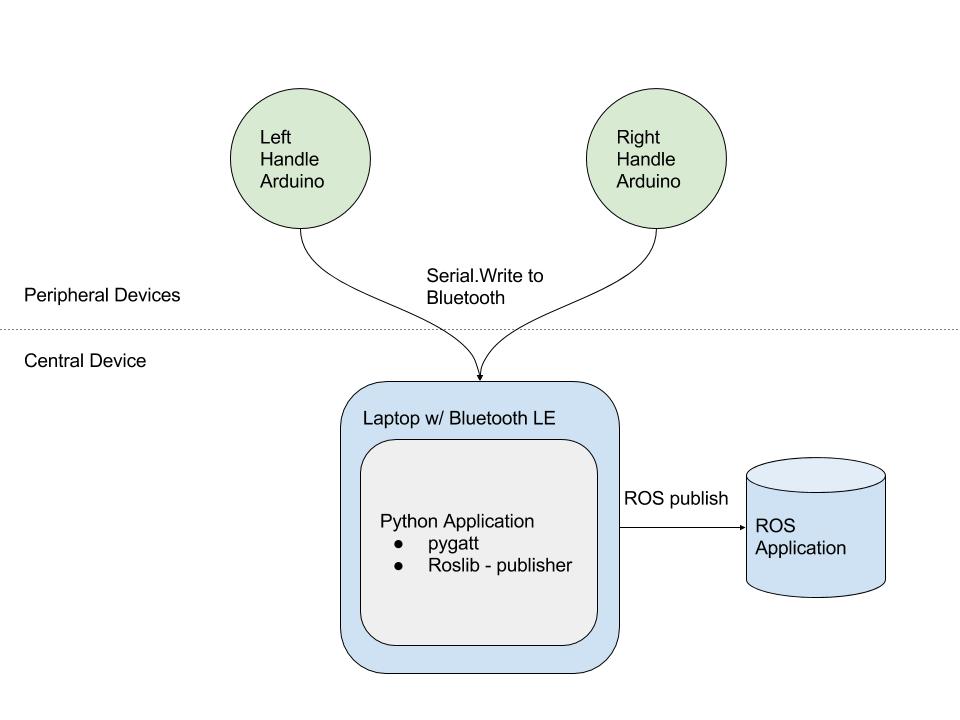 Left
Handle
Arduino
Right
Handle
Arduino
Serial.Write to
Bluetooth
Peripheral Devices
Central Device
Laptop w/ Bluetooth LE
Python Application
● pygatt
● Roslib - publisher
ROS publish
ROS
Application